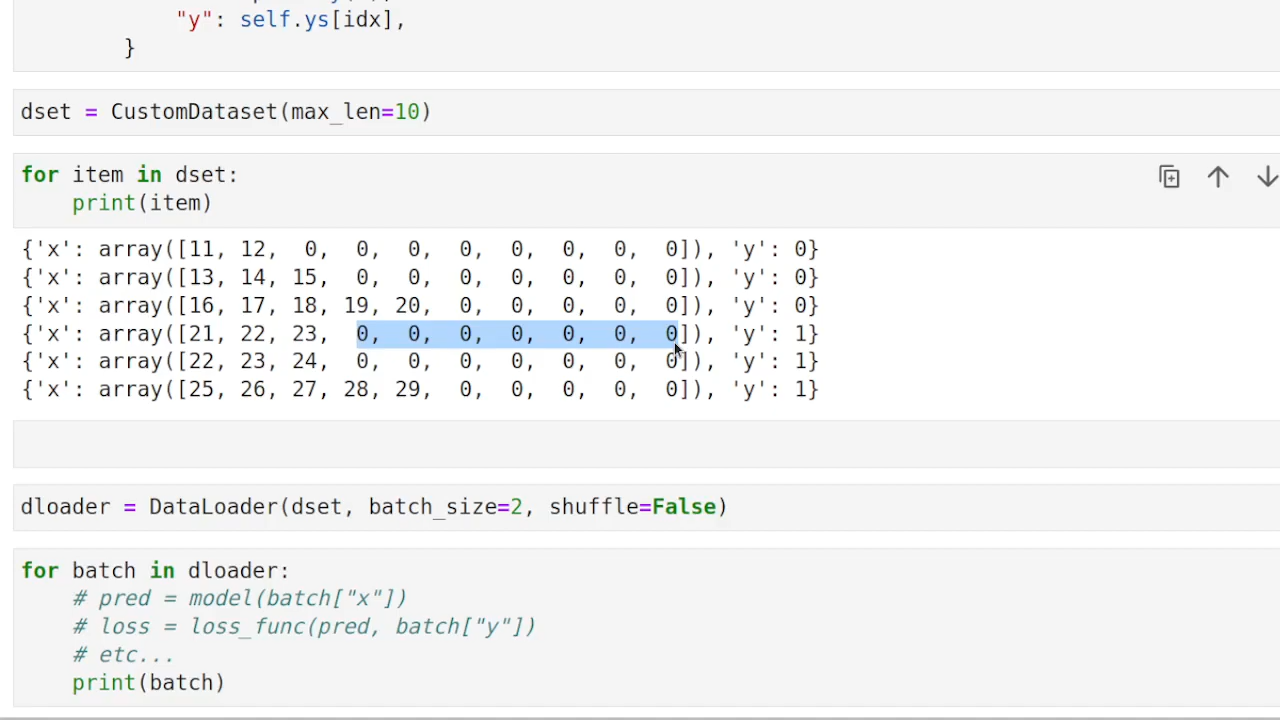 "y": self.ys[idx],
}
dset = CustomDataset(max_len=10)
for item in dset:
    print(item)
{'x': array([11, 12,  0,  0,  0,  0,  0,  0,  0,  0]), 'y': 0}
{'x': array([13, 14, 15,  0,  0,  0,  0,  0,  0,  0]), 'y': 0}
{'x': array([16, 17, 18, 19, 20,  0,  0,  0,  0,  0]), 'y': 0}
{'x': array([21, 22, 23,  0,  0,  0,  0,  0,  0,  0]), 'y': 1}
{'x': array([22, 23, 24,  0,  0,  0,  0,  0,  0,  0]), 'y': 1}
{'x': array([25, 26, 27, 28, 29,  0,  0,  0,  0,  0]), 'y': 1}
dloader = DataLoader(dset, batch_size=2, shuffle=False)
for batch in dloader:
    # pred = model(batch["x"])
    # loss = loss_func(pred, batch["y"])
    # etc...
    print(batch)